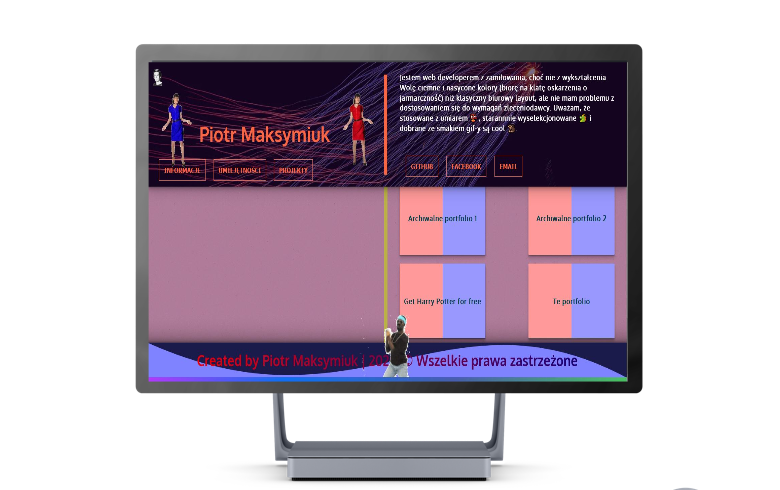 Jestem web developerem z zamiłowania, choć nie z wykształcenia
Wolę ciemne i nasycone kolory (biorę na klatę oskarżenia o
jarmarczność) niż klasyczny biurowy layout, ale nie mam problemu z
dostosowaniem się do wymagań zleceniodawcy. Uważam, że
stosowane z umiarem, starannnie wyselekcjonowane i
dobrane ze smakiem gif-y są cool
Piotr Maksymiuk
INFORMACJE UMIEJĘTNOŚCI PROJEKTY
GITHUB FACEBOOK EMAIL
Archiwalne portfolio 1 Archiwalne portfolio 2
Get Harry Potter for free Te portfolio
Created by Piotr Maksymiuk | Wszelkie prawa zastrzeżone